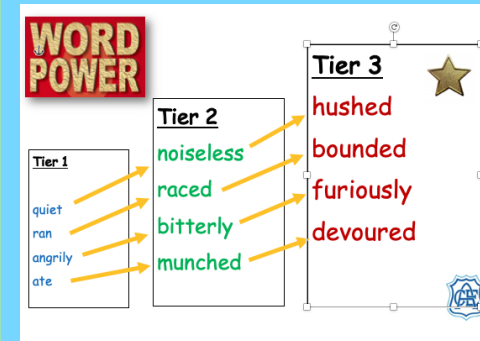 WORD
POWER
Tier 1
quiet
ran
angrily
ate
Tier 2
noiseless
raced
bitterly
munched
Tier 3
hushed
bounded
furiously
devoured